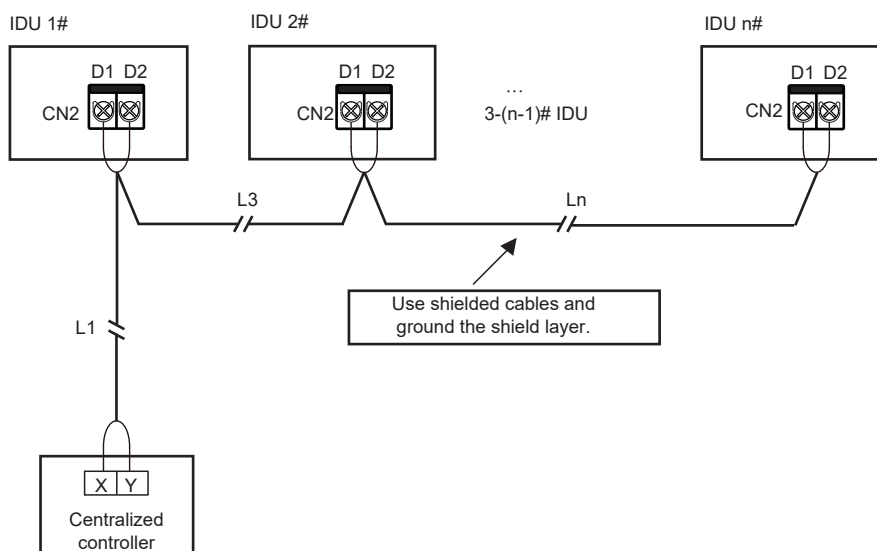 IDU 1#
IDU 2#
IDU n#
D1 D2
D1 D2
D1 D2
...
CN2
CN2
3-(n-1)# IDU
CN2
L3
Ln
Use shielded cables and
ground the shield layer.
L1
X Y
Centralized
controller